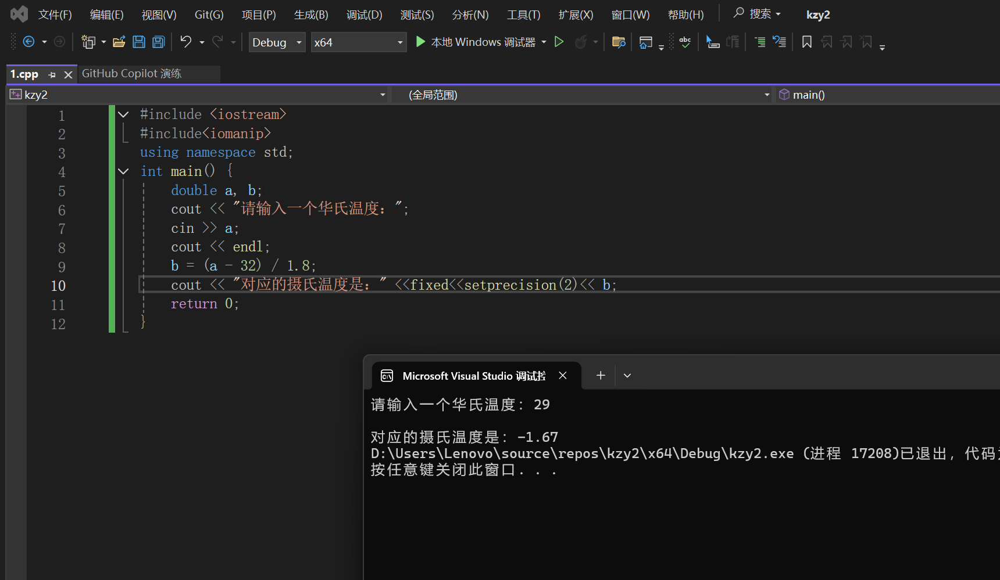 文件(F) 编辑(E) 视图(V) Git(G) 项目(P) 生成(B) 调试(D) 测试(S) 分析(N) 工具(T) 扩展(X) 窗口(W) 帮助(H) 搜索 kzy2
Debug x64 本地 Windows 调试器 abc
1.cpp GitHub Copilot 演练
kzy2 (全局范围) main()
1 #include <iostream>
2 #include<iomanip>
3 using namespace std;
4 int main() {
5 double a, b;
6 cout << "请输入一个华氏温度：";
7 cin >> a;
8 cout << endl;
9 b = (a - 32) / 1.8;
10 cout << "对应的摄氏温度是：" <<fixed<<setprecision(2)<< b;
11 return 0;
12 }
Microsoft Visual Studio 调试控
请输入一个华氏温度：29
对应的摄氏温度是：-1.67
D:\Users\Lenovo\source\repos\kzy2\x64\Debug\kzy2.exe (进程 17208)已退出，代码
按任意键关闭此窗口. . .